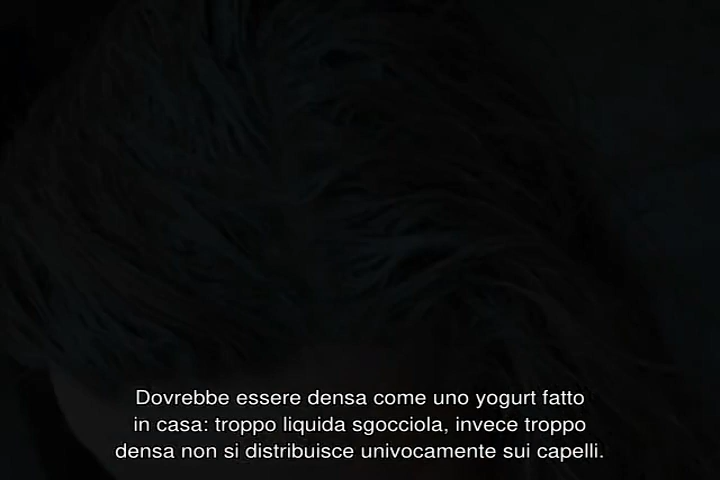 Dovrebbe essere densa come uno yogurt fatto
in casa: troppo liquida sgocciola, invece troppo
densa non si distribuisce univocamente sui capelli.